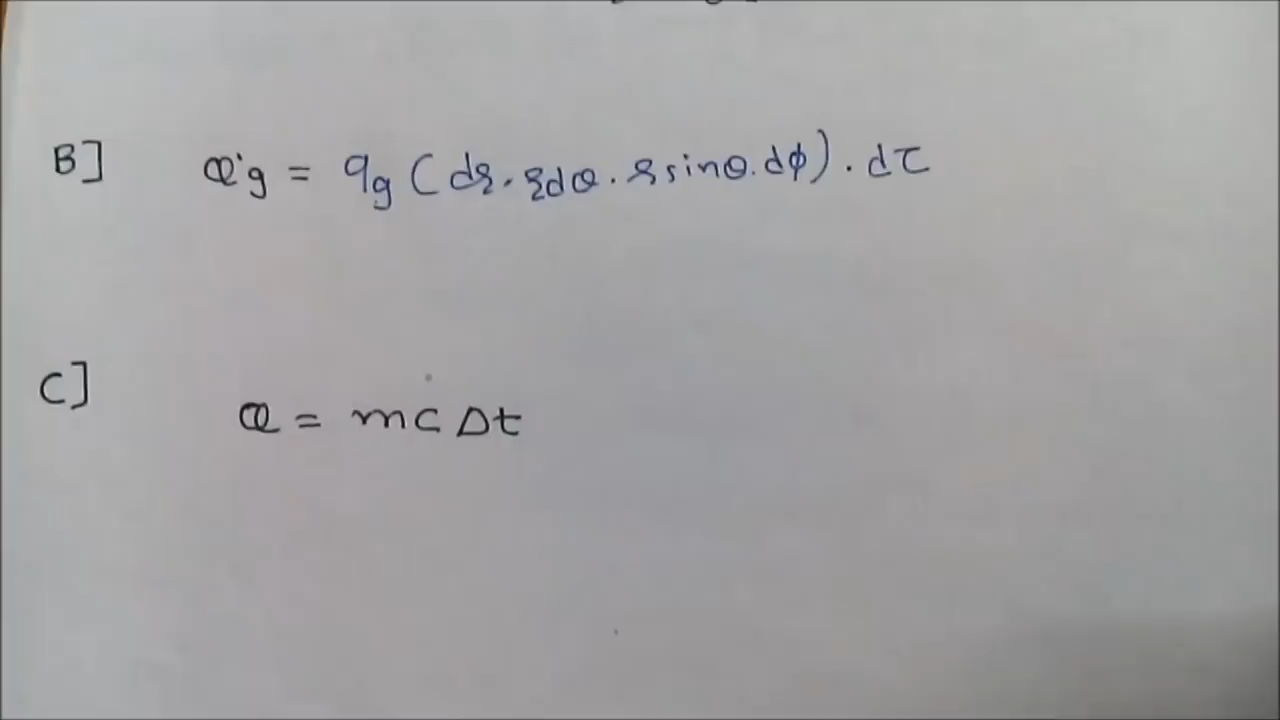 B] Q'g = qg (dr. rdθ. r sinθ. dφ). dτ
C] Q = mc Δt